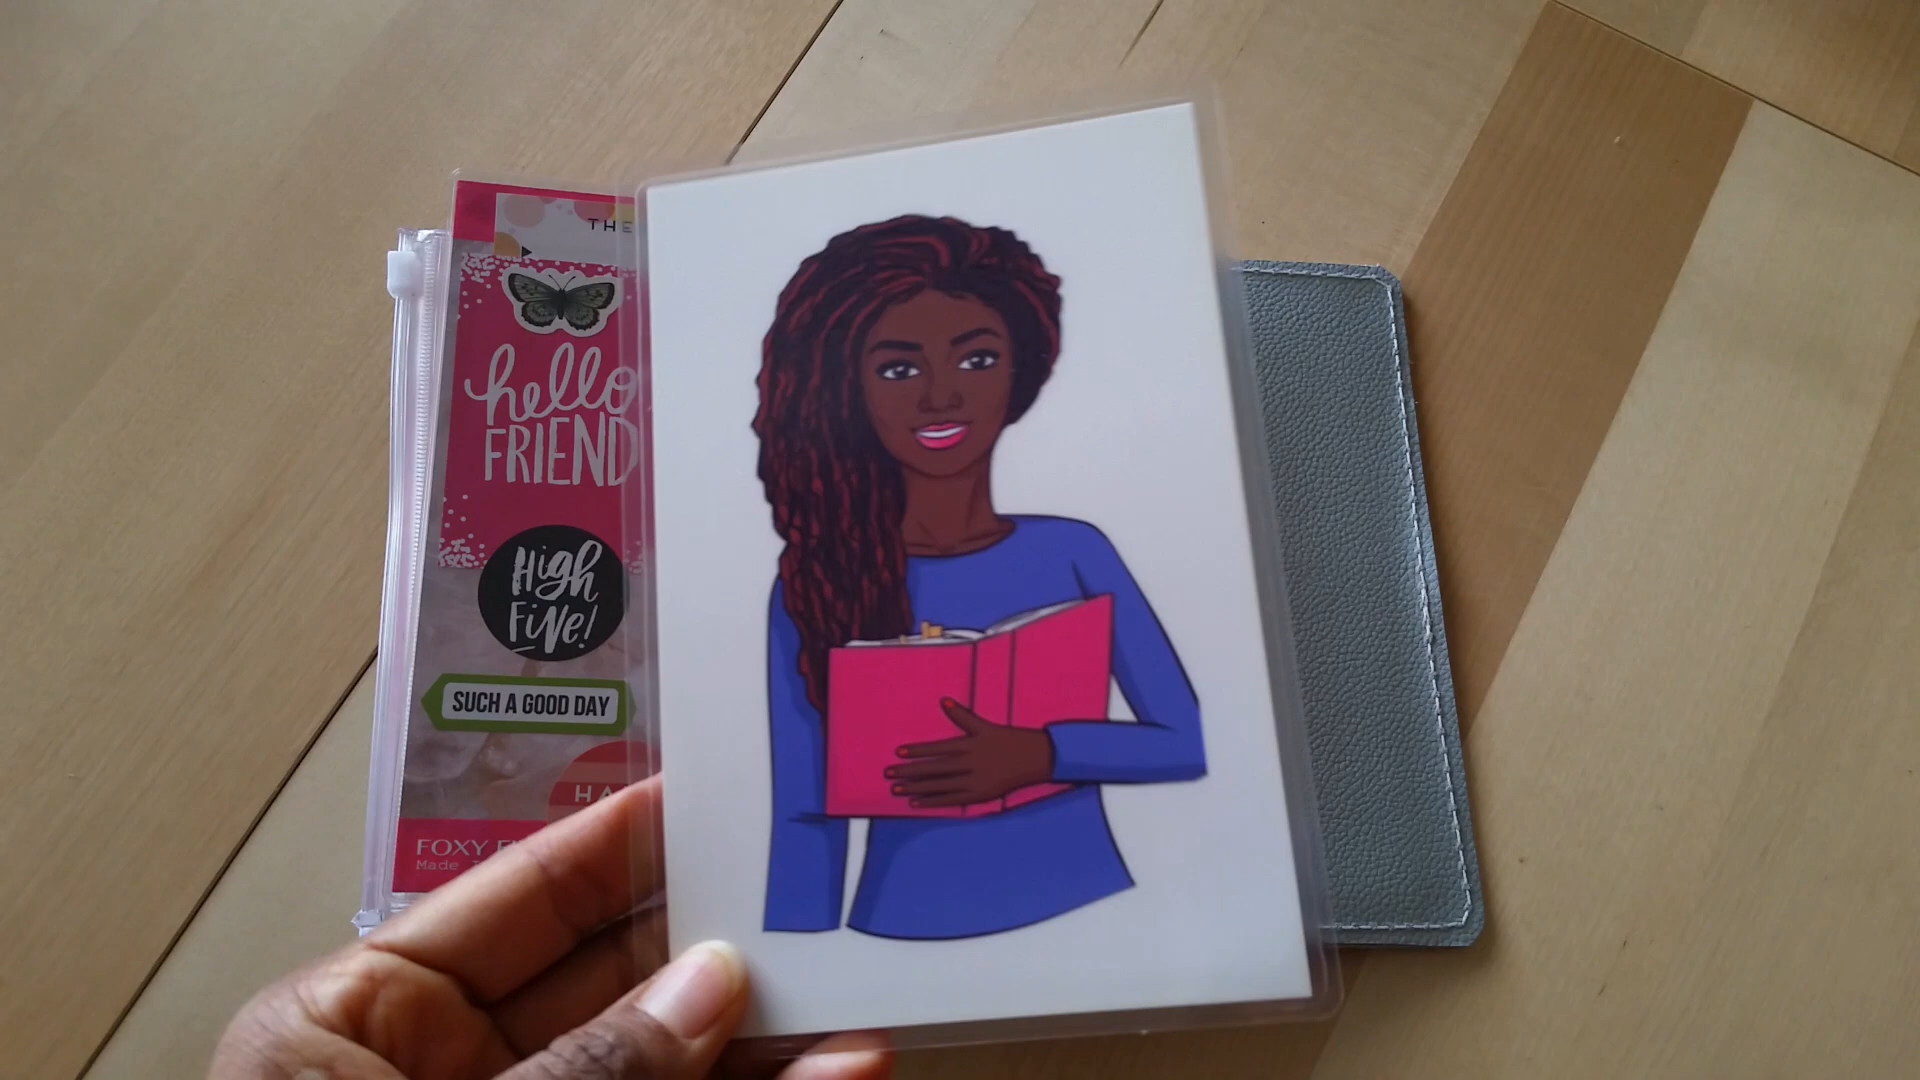 THE
hello
FRIEND
High
Five!
SUCH A GOOD DAY
HA
FOXY
Made